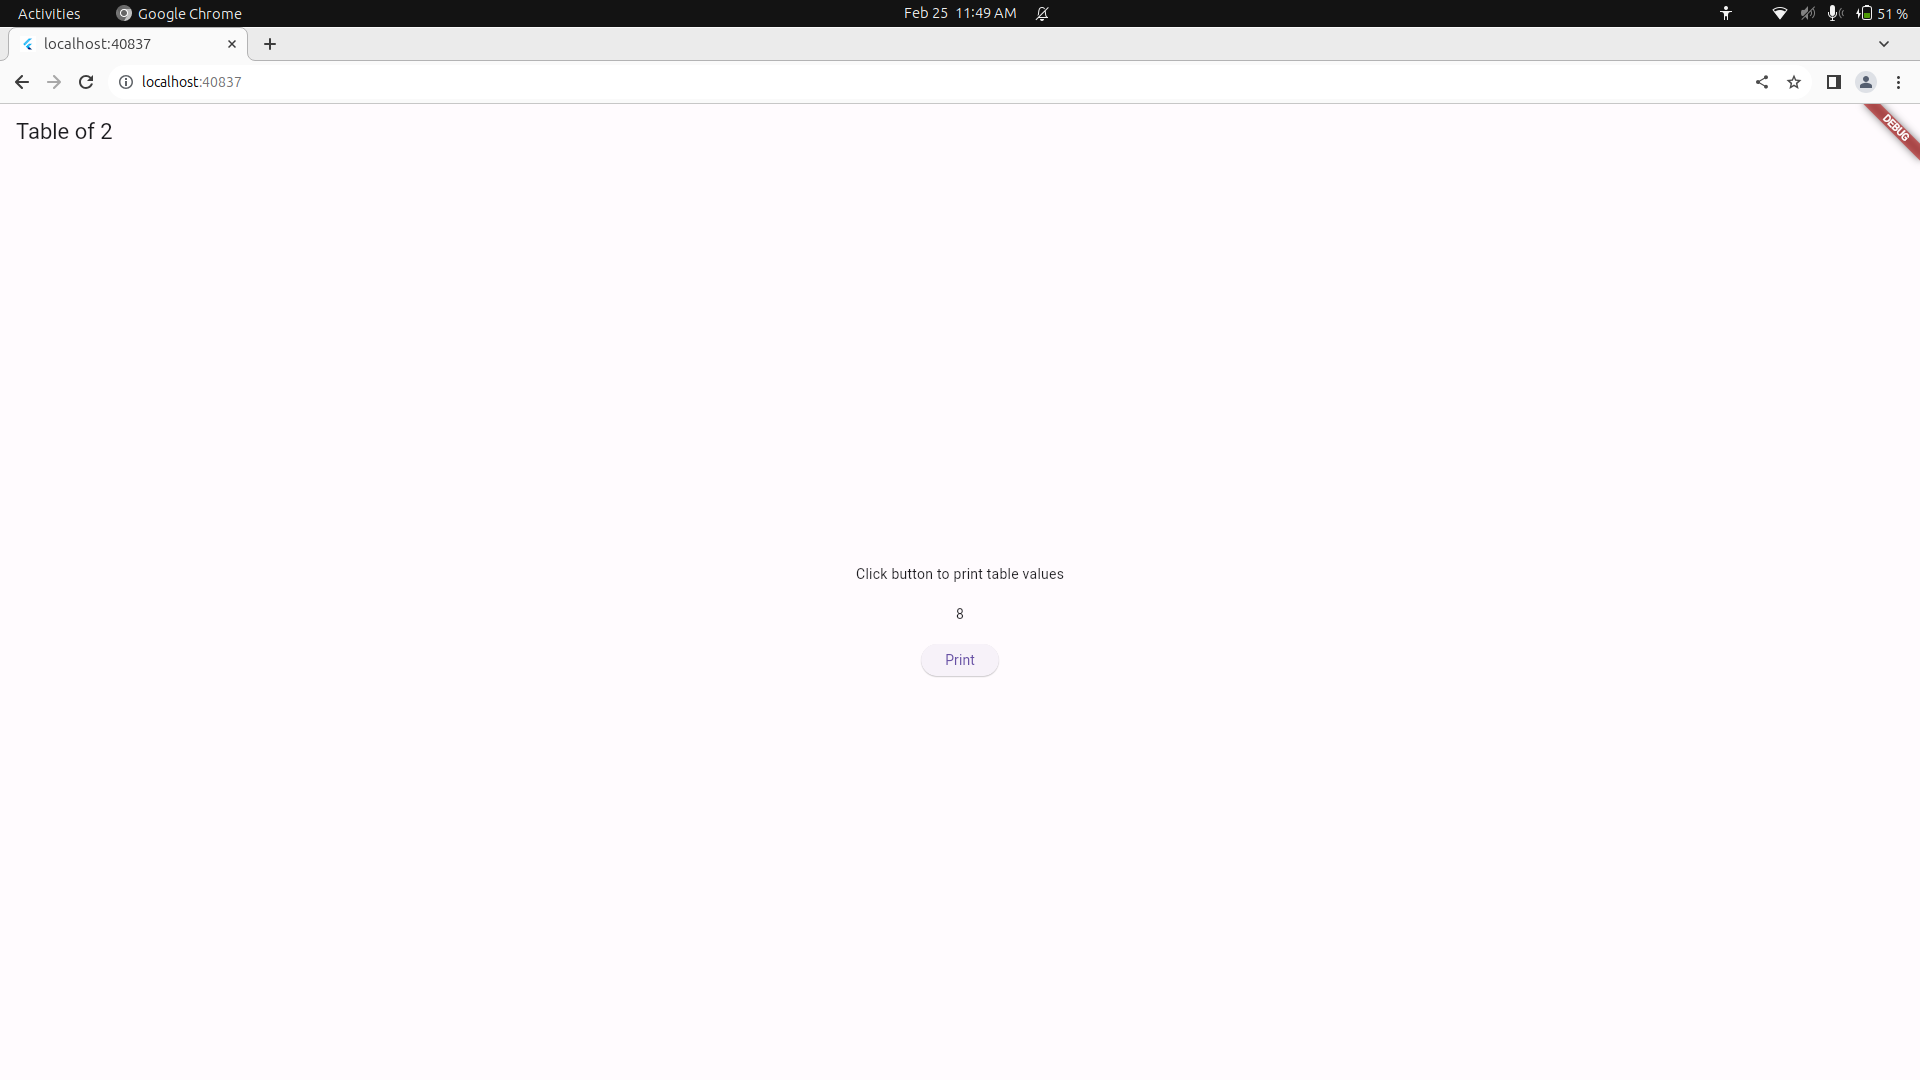 Activities
Google Chrome
Feb 25 11:49 AM
51 %
localhost:40837
localhost:40837
Table of 2
DEBUG
Click button to print table values
8
Print